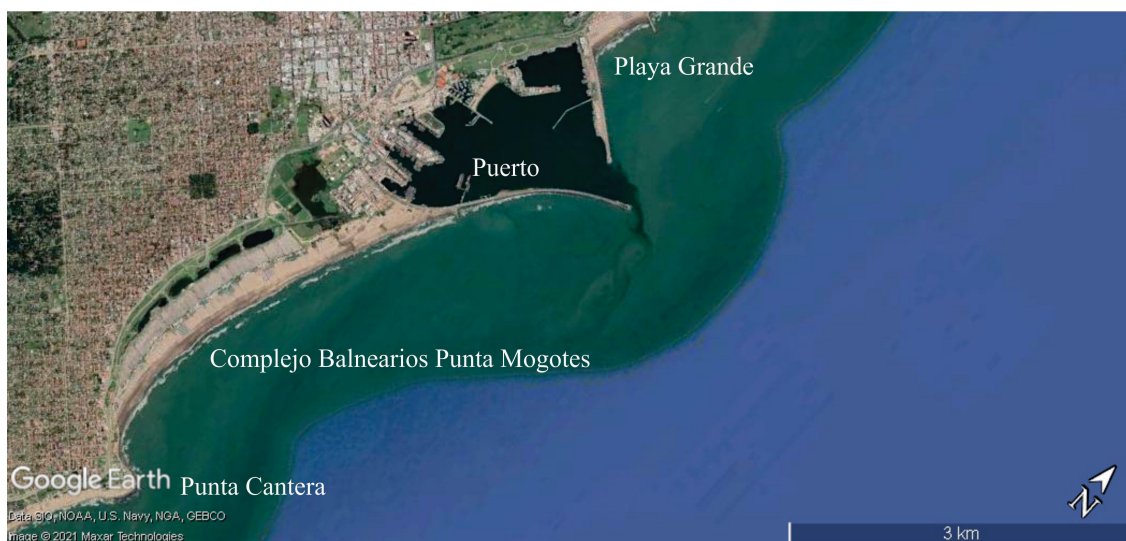 Playa Grande
Puerto
Complejo Balnearios Punta Mogotes
Google Earth
Punta Cantera
Data SIO, NOAA, U.S. Navy, NGA, GEBCO
Image © 2021 Maxar Technologies
N
3 km